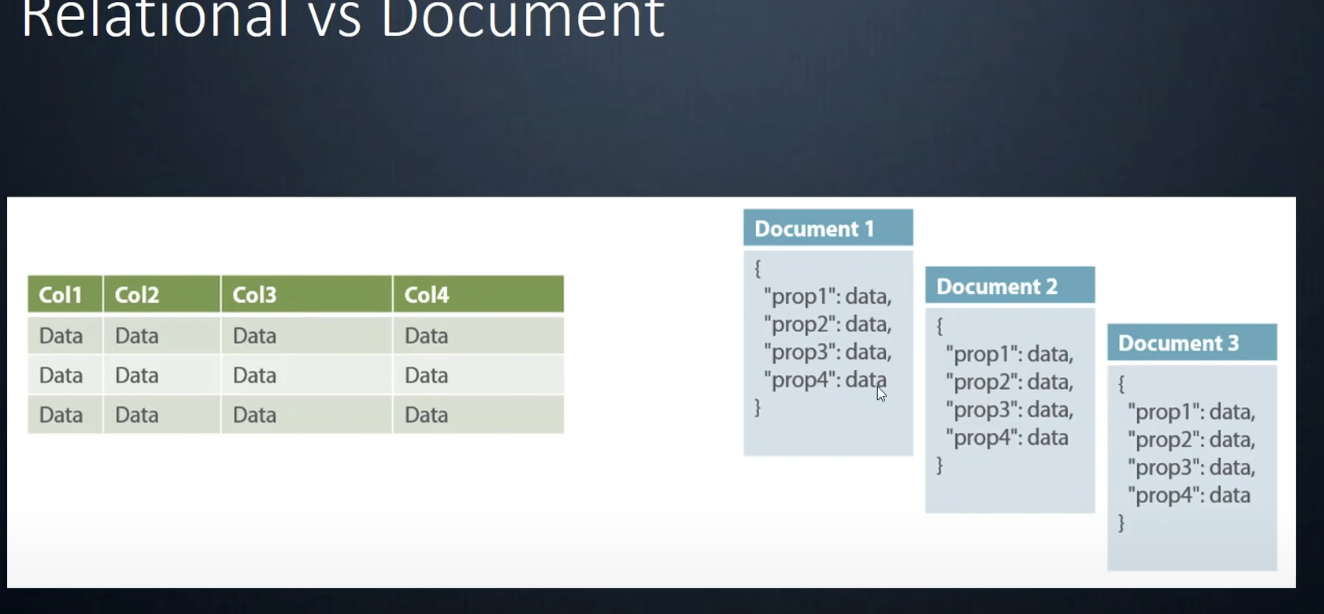 Relational vs Document
Col1 Col2 Col3 Col4
Data Data Data Data
Data Data Data Data
Data Data Data Data
Document 1
{
"prop1": data,
"prop2": data,
"prop3": data,
"prop4": data
}
Document 2
{
"prop1": data,
"prop2": data,
"prop3": data,
"prop4": data
}
Document 3
{
"prop1": data,
"prop2": data,
"prop3": data,
"prop4": data
}